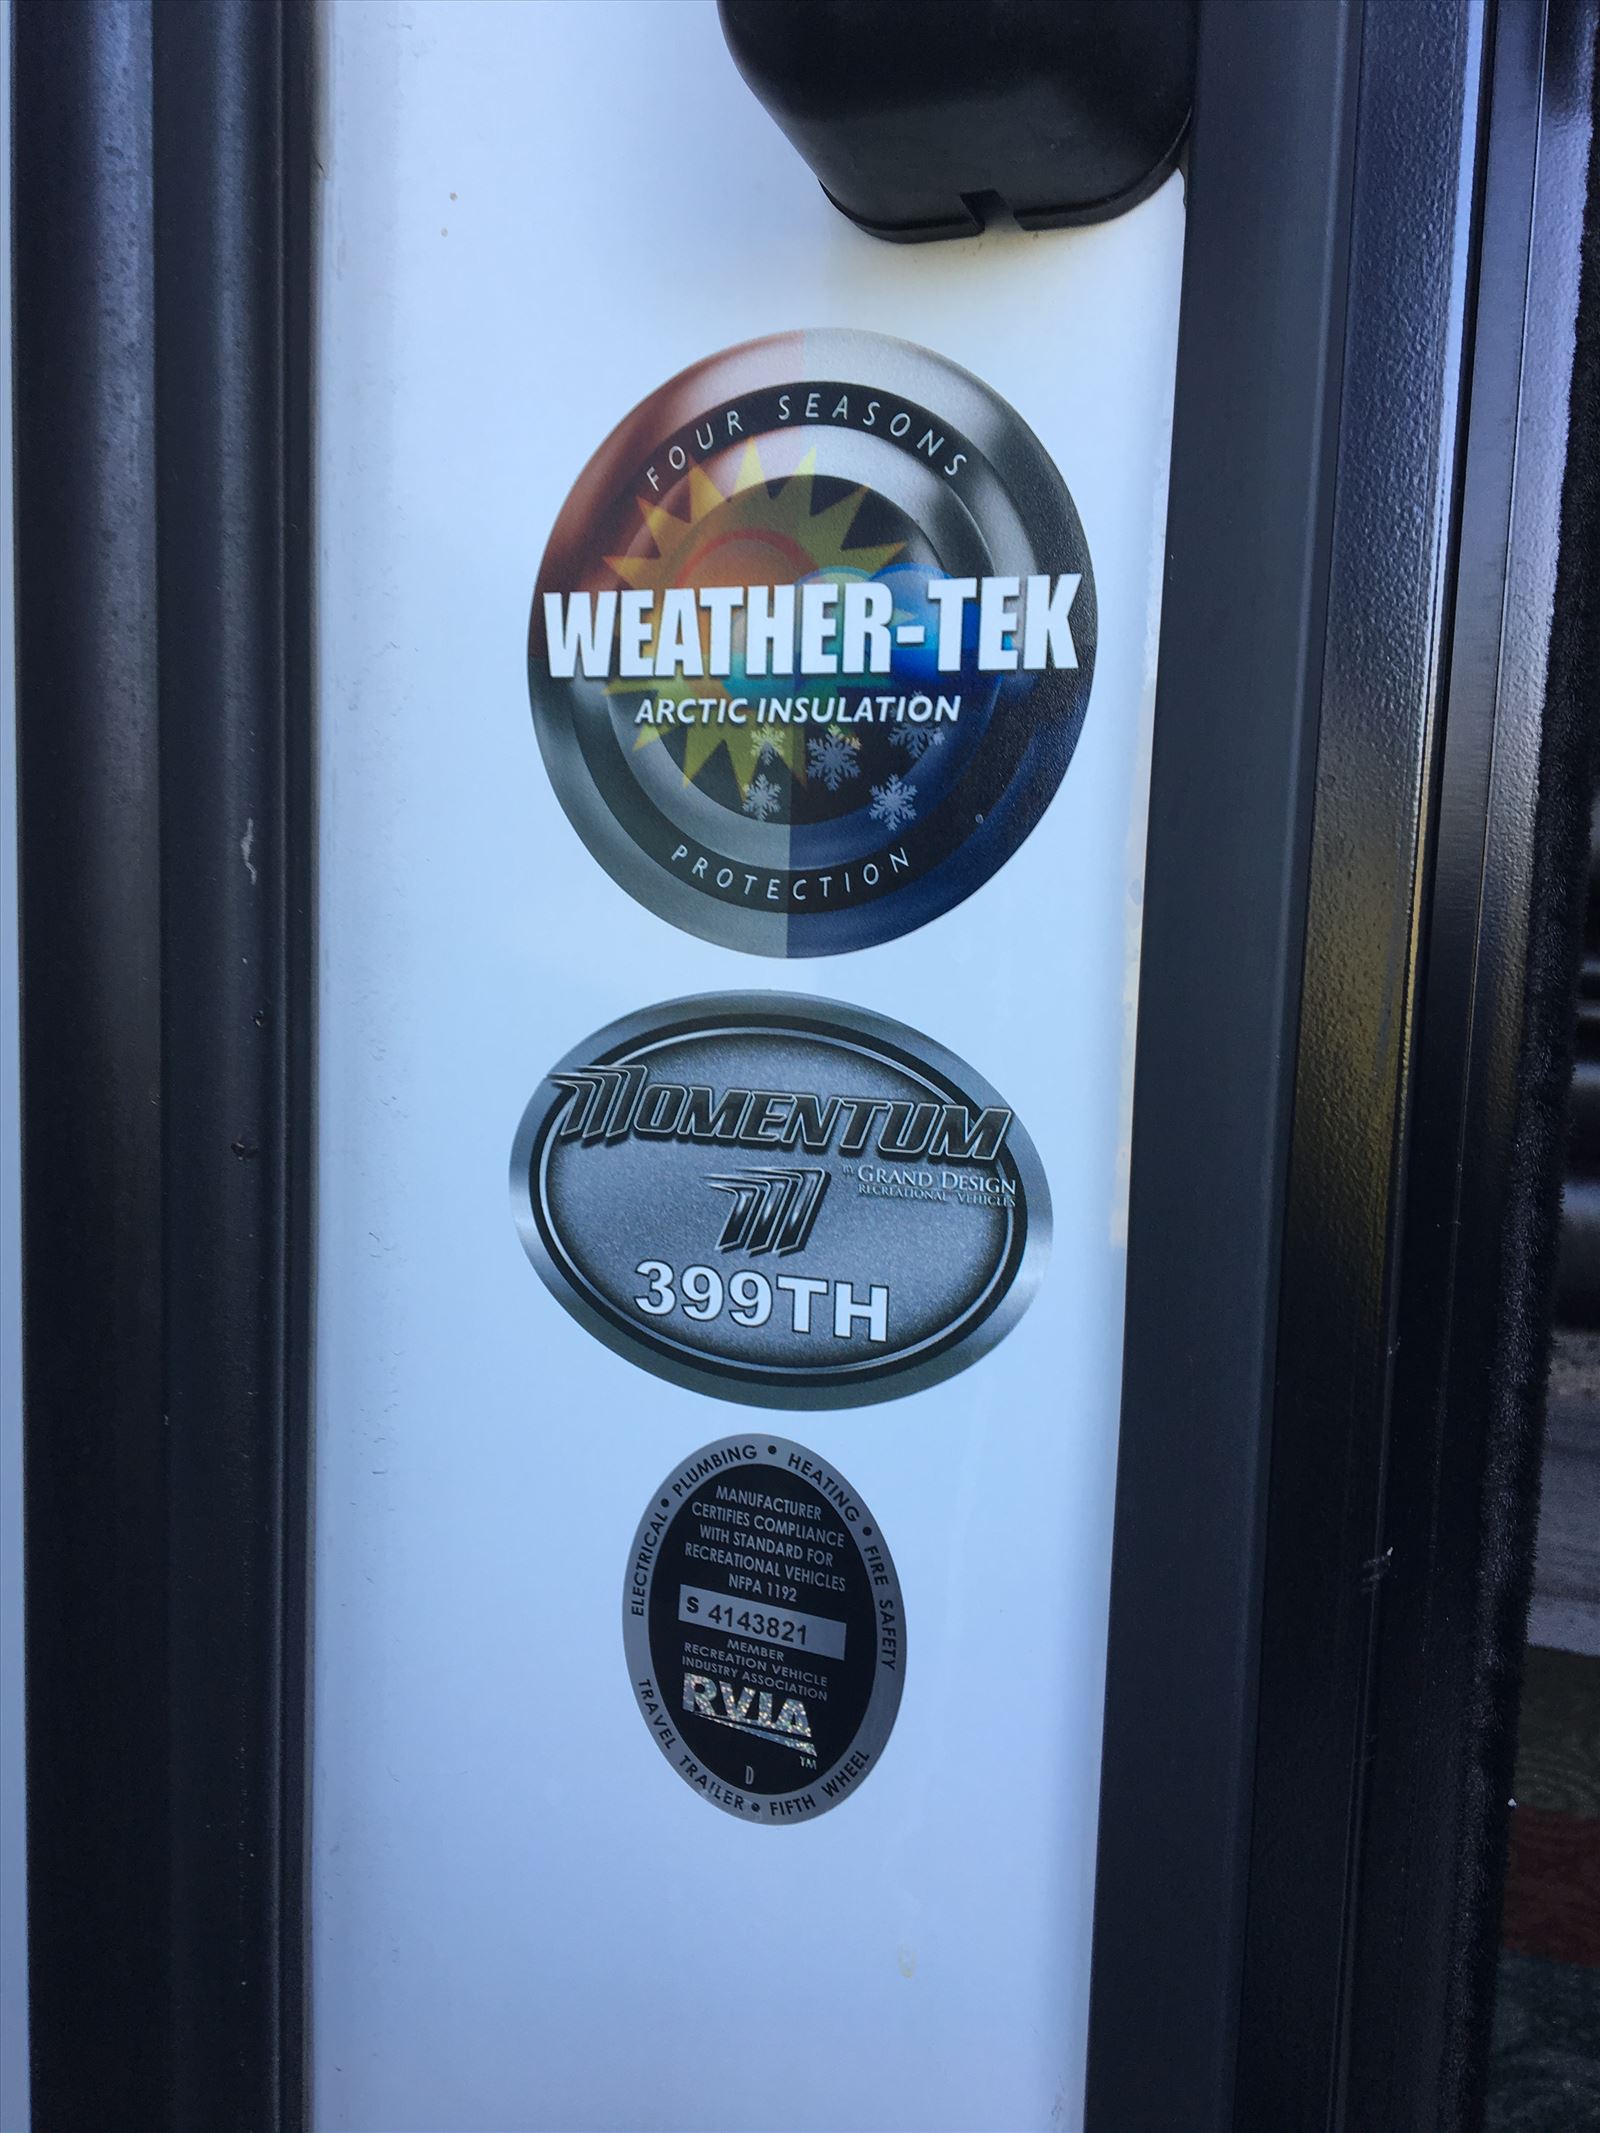 FOUR SEASONS
WEATHER-TEK
ARCTIC INSULATION
PROTECTION
MOMENTUM
BY GRAND DESIGN
RECREATIONAL VEHICLES
399TH
ELECTRICAL • PLUMBING • HEATING • FIRE SAFETY
MANUFACTURER
CERTIFIES COMPLIANCE
WITH STANDARD FOR
RECREATIONAL VEHICLES
NFPA 1192
S 4143821
MEMBER
RECREATION VEHICLE
INDUSTRY ASSOCIATION
RVIA
TM
D
TRAVEL TRAILER • FIFTH WHEEL